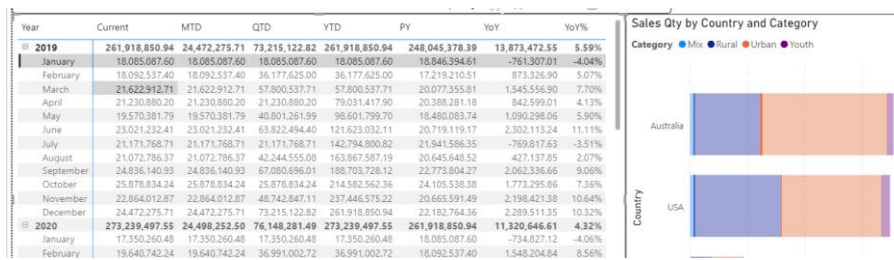 Year Current MTD QTD YTD PY YoY YoY%
2019 261,918,850.94 24,472,275.71 73,215,122.82 261,918,850.94 248,045,378.39 13,873,472.55 5.59%
January 18,085,087.60 18,085,087.60 18,085,087.60 18,085,087.60 18,846,394.61 -761,307.01 -4.04%
February 18,092,537.40 18,092,537.40 36,177,625.00 36,177,625.00 17,219,210.51 873,326.90 5.07%
March 21,622,912.71 21,622,912.71 57,800,537.71 57,800,537.71 20,077,355.81 1,545,556.90 7.70%
April 21,230,880.20 21,230,880.20 21,230,880.20 79,031,417.90 20,388,281.18 842,599.01 4.13%
May 19,570,381.79 19,570,381.79 40,801,261.99 98,601,799.70 18,480,083.74 1,090,298.06 5.90%
June 23,021,232.41 23,021,232.41 63,822,494.40 121,623,032.11 20,719,119.17 2,302,113.24 11.11%
July 21,171,768.71 21,171,768.71 21,171,768.71 142,794,800.82 21,941,586.35 -769,817.63 -3.51%
August 21,072,786.37 21,072,786.37 42,244,555.08 163,867,587.19 20,645,648.52 427,137.85 2.07%
September 24,836,140.93 24,836,140.93 67,080,696.01 188,703,728.12 22,773,804.27 2,062,336.66 9.06%
October 25,878,834.24 25,878,834.24 25,878,834.24 214,582,562.36 24,105,538.38 1,773,295.86 7.36%
November 22,864,012.87 22,864,012.87 48,742,847.11 237,446,575.22 20,665,591.49 2,198,421.38 10.64%
December 24,472,275.71 24,472,275.71 73,215,122.82 261,918,850.94 22,182,764.36 2,289,511.35 10.32%
2020 273,239,497.55 24,498,252.50 76,148,281.49 273,239,497.55 261,918,850.94 11,320,646.61 4.32%
January 17,350,260.48 17,350,260.48 17,350,260.48 17,350,260.48 18,085,087.60 -734,827.12 -4.06%
February 19,640,742.24 19,640,742.24 36,991,002.72 36,991,002.72 18,092,537.40 1,548,204.84 8.56%
Sales Qty by Country and Category
Category Mix Rural Urban Youth
Australia
USA
Country